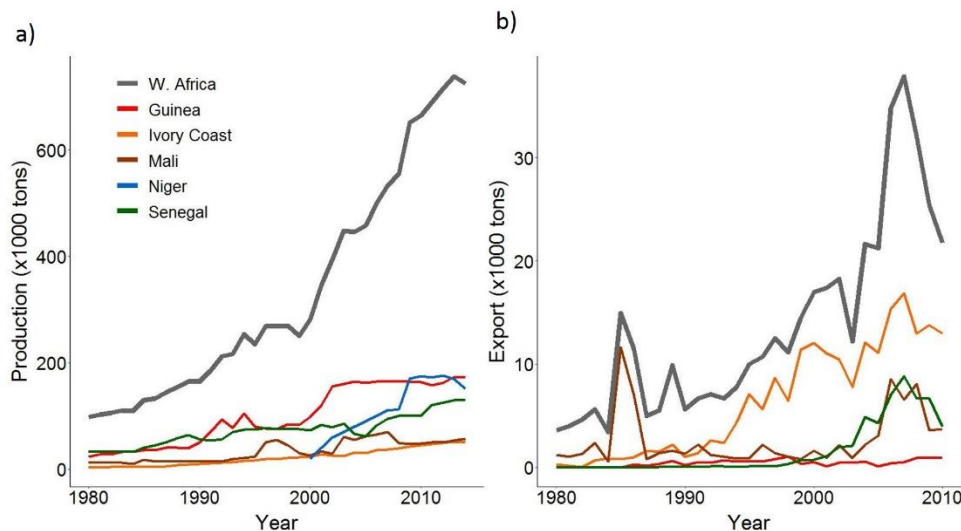 a)
W. Africa
Guinea
Ivory Coast
Mali
Niger
Senegal
Production (x1000 tons)
600
400
200
0
1980 1990 2000 2010
Year
b)
Export (x1000 tons)
30
20
10
0
1980 1990 2000 2010
Year